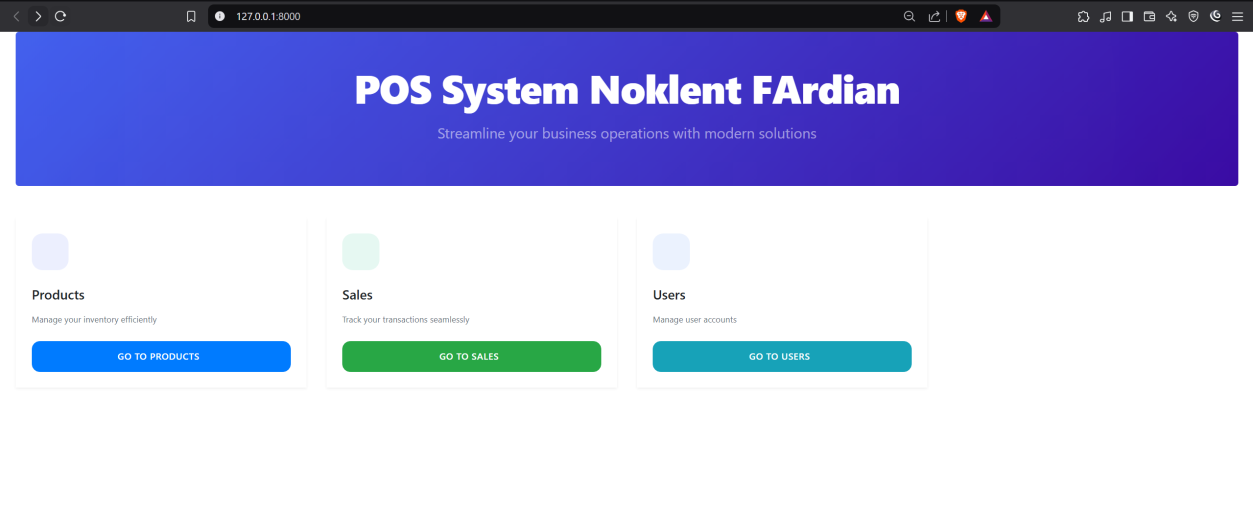 127.0.0.1:8000
POS System Noklent FArdian
Streamline your business operations with modern solutions
Products
Manage your inventory efficiently
GO TO PRODUCTS
Sales
Track your transactions seamlessly
GO TO SALES
Users
Manage user accounts
GO TO USERS